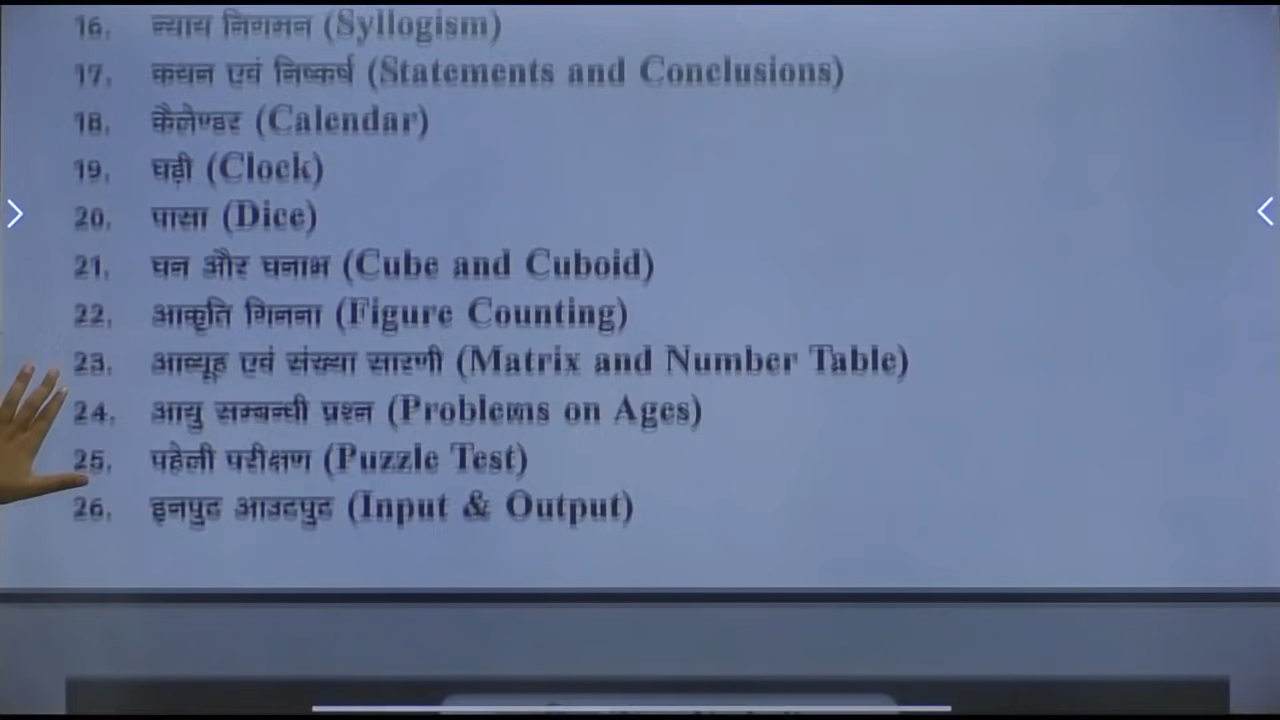 16. न्याय निगमन (Syllogism)
17. कथन एवं निष्कर्ष (Statements and Conclusions)
18. कैलेण्डर (Calendar)
19. घड़ी (Clock)
20. पासा (Dice)
21. घन और घनाभ (Cube and Cuboid)
22. आकृति गिनना (Figure Counting)
23. आव्यूह एवं संख्या सारणी (Matrix and Number Table)
24. आयु सम्बन्धी प्रश्न (Problems on Ages)
25. पहेली परीक्षण (Puzzle Test)
26. इनपुट आउटपुट (Input & Output)